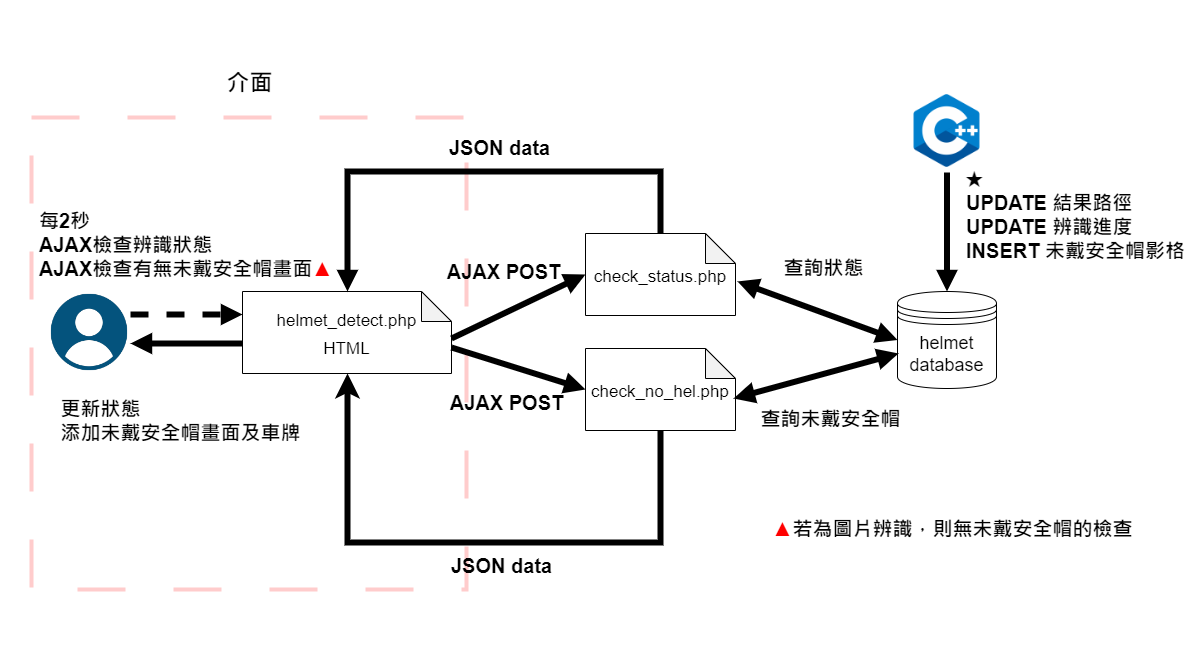 介面
C++
JSON data
★
UPDATE 結果路徑
UPDATE 辨識進度
INSERT 未戴安全帽影格
每2秒
AJAX檢查辨識狀態
AJAX檢查有無未戴安全帽畫面▲
AJAX POST
check_status.php
查詢狀態
helmet_detect.php
HTML
helmet
database
check_no_hel.php
AJAX POST
查詢未戴安全帽
更新狀態
添加未戴安全帽畫面及車牌
▲若為圖片辨識，則無未戴安全帽的檢查
JSON data